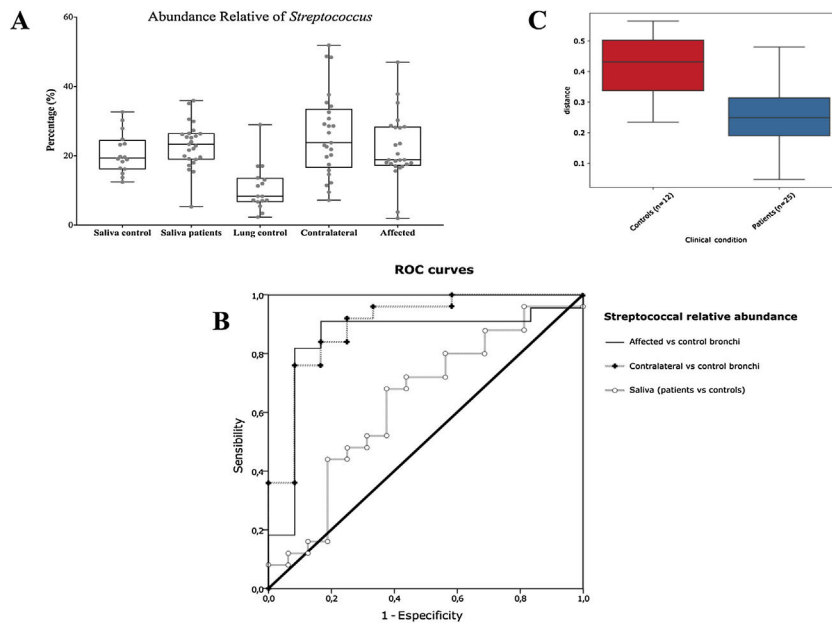 A
Abundance Relative of Streptococcus
Percentage (%)
60
40
20
0
Saliva control
Saliva patients
Lung control
Contralateral
Affected
C
distance
0.5
0.4
0.3
0.2
0.1
Controls (n=12)
Patients (n=25)
Clinical condition
ROC curves
B
Sensibility
1,0
0,8
0,6
0,4
0,2
0,0
0,0
0,2
0,4
0,6
0,8
1,0
1 - Especificity
Streptococcal relative abundance
Affected vs control bronchi
Contralateral vs control bronchi
Saliva (patients vs controls)